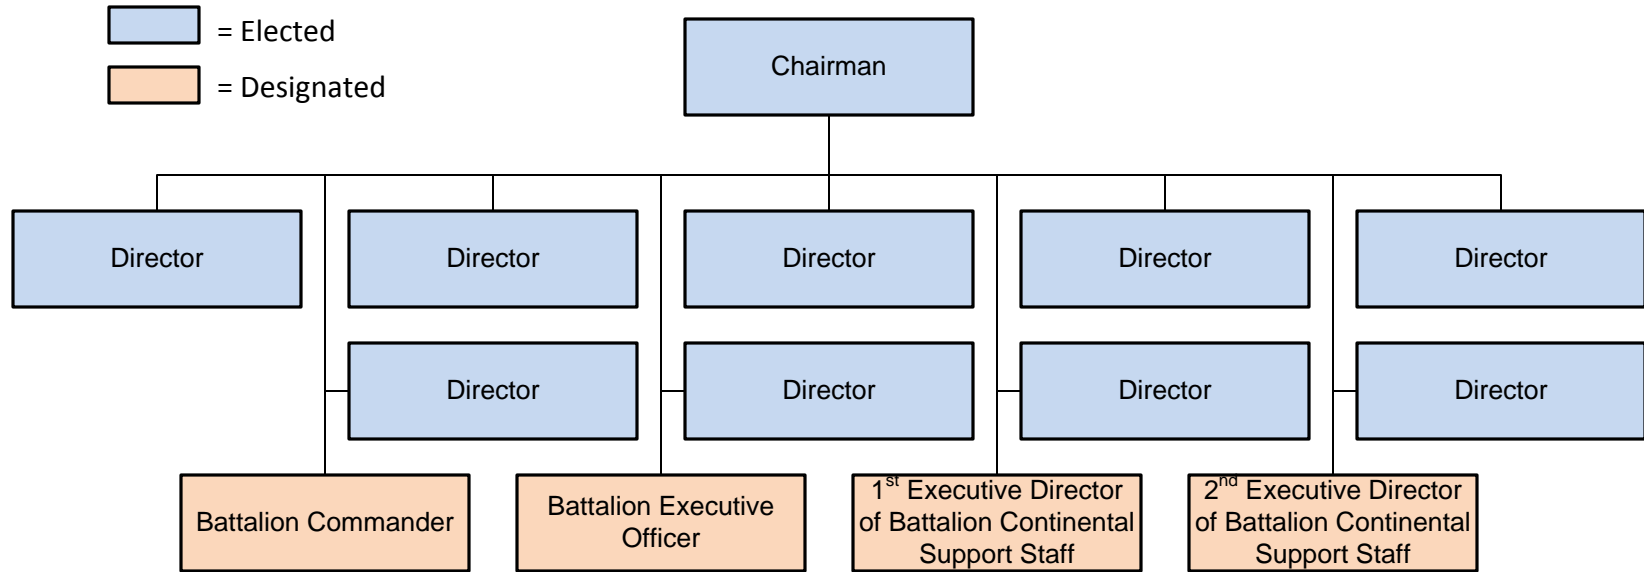 = Elected
= Designated
Chairman
Director
Director
Director
Director
Director
Director
Director
Director
Director
Battalion Commander
Battalion Executive
Officer
1st Executive Director
of Battalion Continental
Support Staff
2nd Executive Director
of Battalion Continental
Support Staff